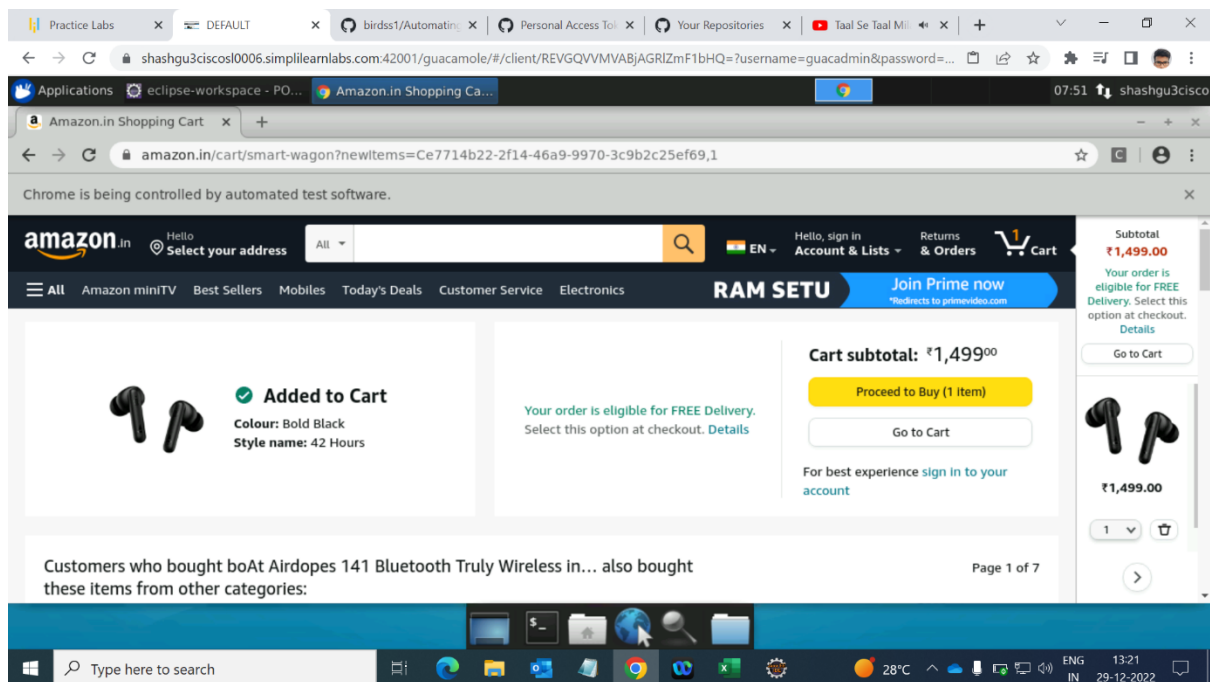 Practice Labs
DEFAULT
birdss1/Automating
Personal Access Tok
Your Repositories
Taal Se Taal Mil
shashgu3ciscosl0006.simplilearnlabs.com:42001/guacamole/#/client/REVGQVVMVABjAGRlZmF1bHQ=?username=guacadmin&password=...
Applications
eclipse-workspace - PO...
Amazon.in Shopping Ca...
07:51
shashgu3cisco
Amazon.in Shopping Cart
amazon.in/cart/smart-wagon?newItems=Ce7714b22-2f14-46a9-9970-3c9b2c25ef69,1
Chrome is being controlled by automated test software.
amazon.in
Hello
Select your address
All
EN
Hello, sign in
Account & Lists
Returns
& Orders
1
Cart
All
Amazon miniTV
Best Sellers
Mobiles
Today's Deals
Customer Service
Electronics
RAM SETU
Join Prime now
*Redirects to primevideo.com
Subtotal
₹1,499.00
Your order is
eligible for FREE
Delivery. Select this
option at checkout.
Details
Go to Cart
Added to Cart
Colour: Bold Black
Style name: 42 Hours
Your order is eligible for FREE Delivery.
Select this option at checkout. Details
Cart subtotal: ₹1,49900
Proceed to Buy (1 item)
Go to Cart
For best experience sign in to your
account
₹1,499.00
1
Customers who bought boAt Airdopes 141 Bluetooth Truly Wireless in... also bought
these items from other categories:
Page 1 of 7
$_
Type here to search
28°C
ENG
IN
13:21
29-12-2022